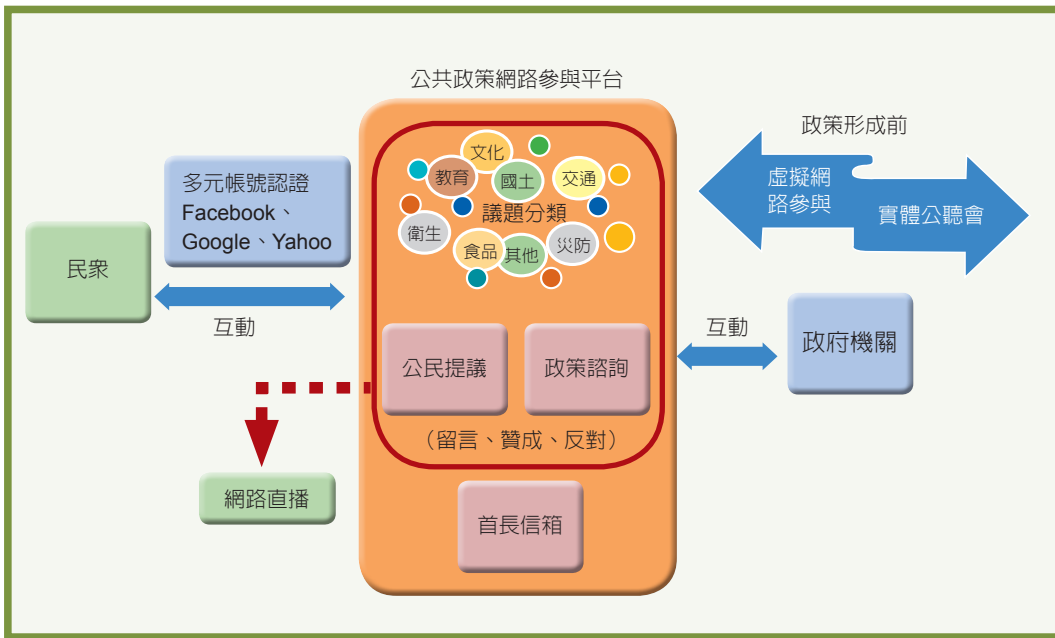 公共政策網路參與平台
政策形成前
多元帳號認證
Facebook、
Google、Yahoo
民眾
互動
文化
教育
國土
交通
議題分類
衛生
食品
其他
災防
虛擬網
路參與
實體公聽會
公民提議
政策諮詢
（留言、贊成、反對）
互動
政府機關
網路直播
首長信箱